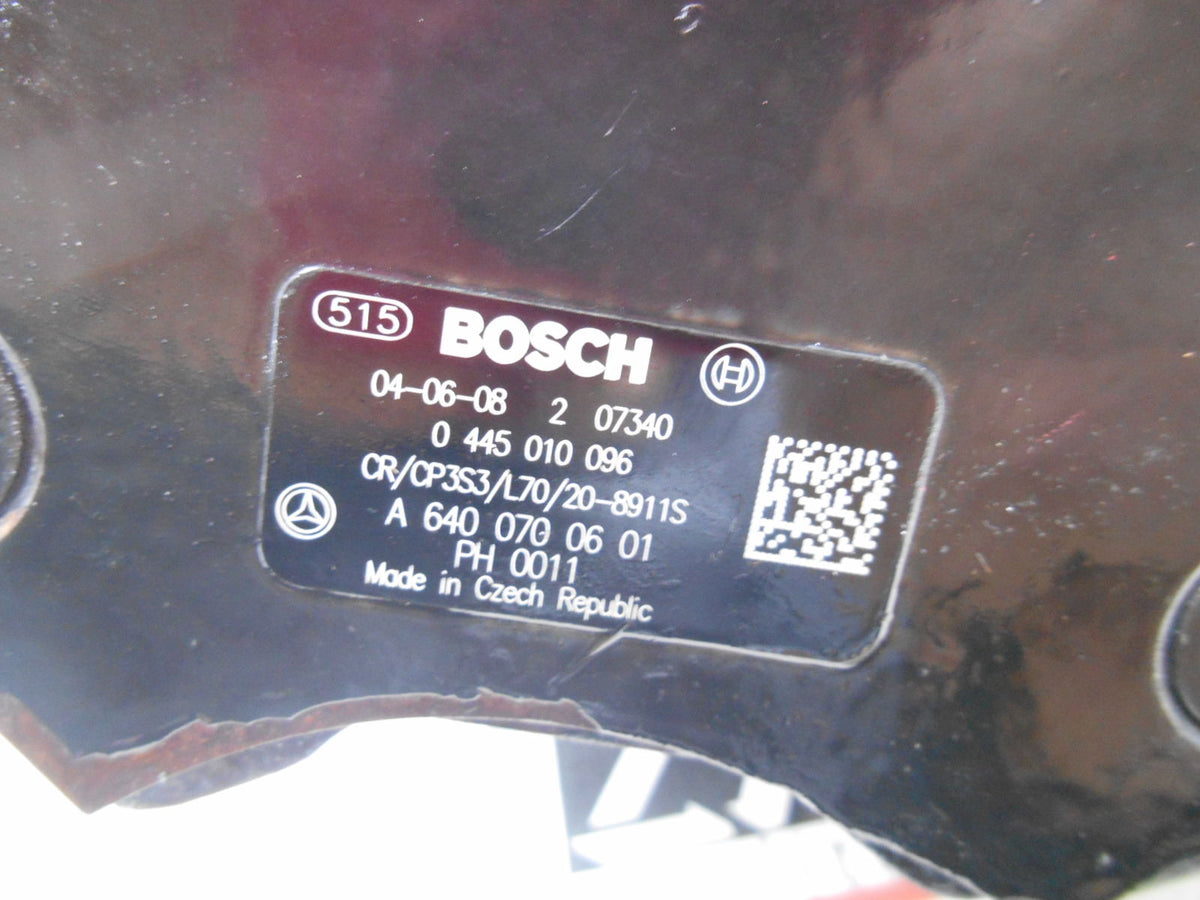 515 BOSCH
04-06-08 2 07340
0 445 010 096
CR/CP3S3/L70/20-8911S
A 640 070 06 01
PH 0011
Made in Czech Republic